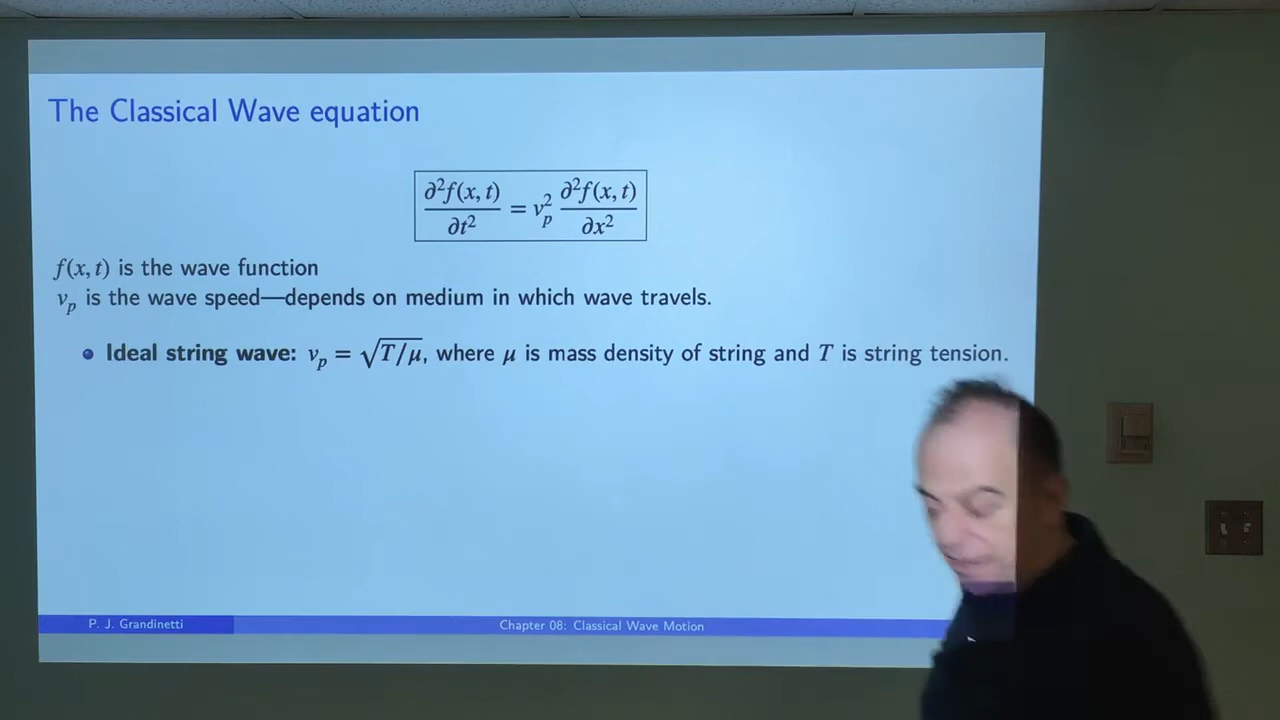 The Classical Wave equation
∂²f(x, t)/∂t² = v_p² ∂²f(x, t)/∂x²
f(x, t) is the wave function
v_p is the wave speed—depends on medium in which wave travels.
• Ideal string wave: v_p = √(T/μ), where μ is mass density of string and T is string tension.
P. J. Grandinetti
Chapter 08: Classical Wave Motion